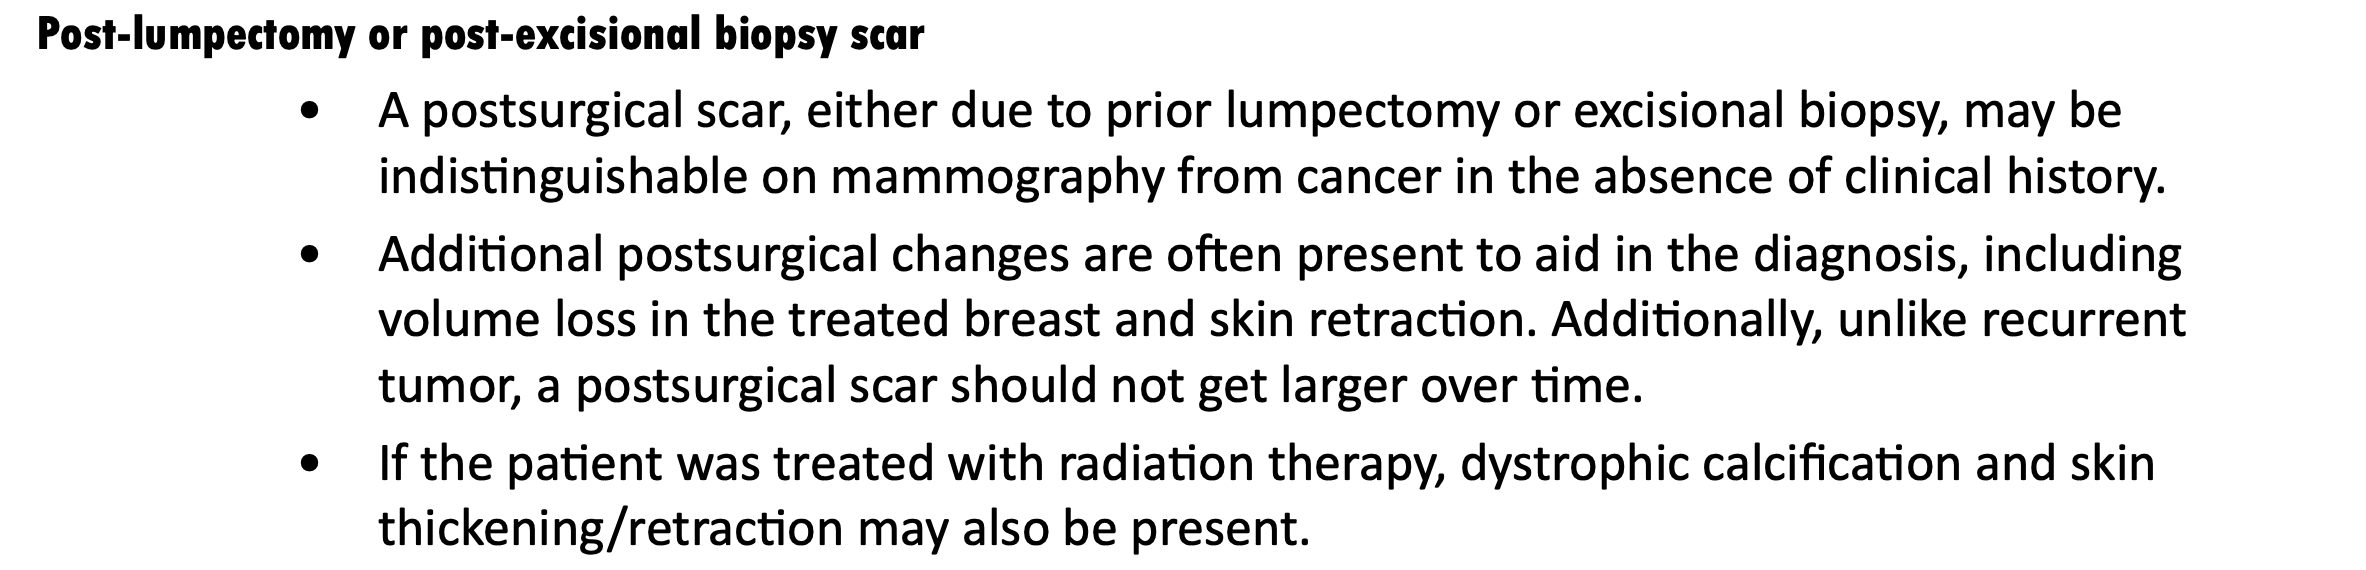 Post-lumpectomy or post-excisional biopsy scar
• A postsurgical scar, either due to prior lumpectomy or excisional biopsy, may be
indistinguishable on mammography from cancer in the absence of clinical history.
• Additional postsurgical changes are often present to aid in the diagnosis, including
volume loss in the treated breast and skin retraction. Additionally, unlike recurrent
tumor, a postsurgical scar should not get larger over time.
• If the patient was treated with radiation therapy, dystrophic calcification and skin
thickening/retraction may also be present.